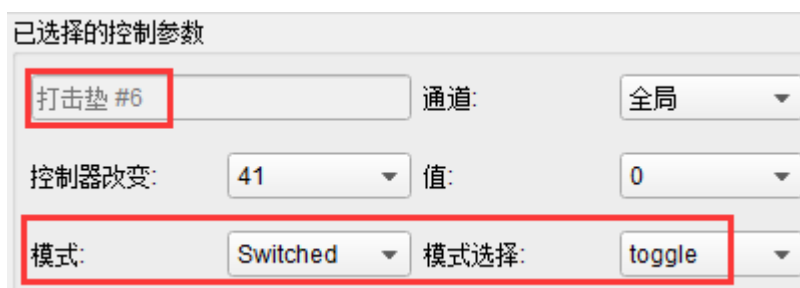 已选择的控制参数
打击垫 #6 通道: 全局
控制器改变: 41 值: 0
模式: Switched 模式选择: toggle